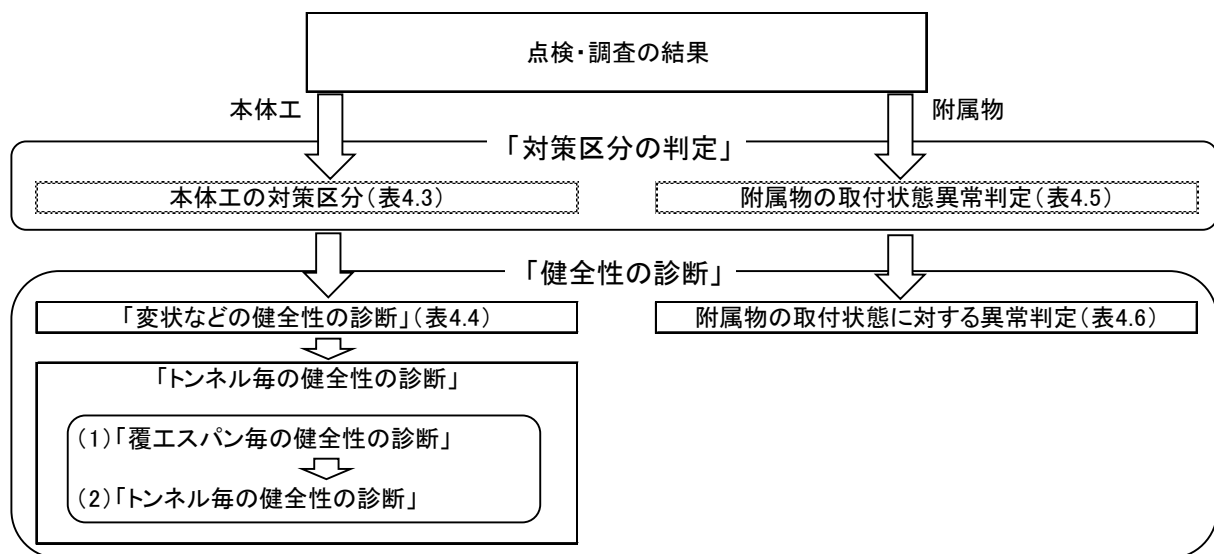 点検・調査の結果
本体工
附属物
「対策区分の判定」
本体工の対策区分（表4.3）
附属物の取付状態異常判定（表4.5）
「健全性の診断」
「変状などの健全性の診断」（表4.4）
附属物の取付状態に対する異常判定（表4.6）
「トンネル毎の健全性の診断」
（1）「覆工スパン毎の健全性の診断」
（2）「トンネル毎の健全性の診断」